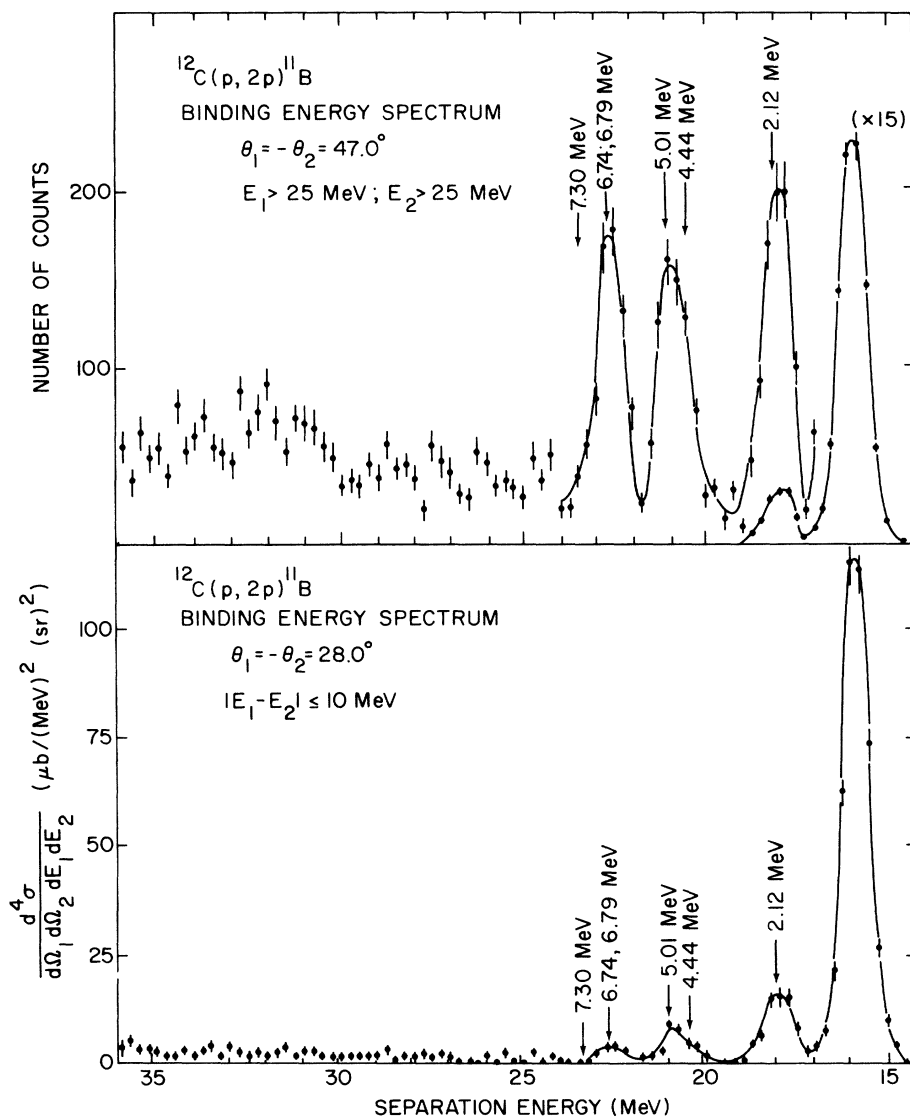 ¹²C(p, 2p)¹¹B
BINDING ENERGY SPECTRUM
θ₁ = -θ₂ = 47.0°
E₁ > 25 MeV ; E₂ > 25 MeV
7.30 MeV
6.74; 6.79 MeV
5.01 MeV
4.44 MeV
2.12 MeV
(×15)
NUMBER OF COUNTS
200
100
¹²C(p, 2p)¹¹B
BINDING ENERGY SPECTRUM
θ₁ = -θ₂ = 28.0°
|E₁-E₂| ≤ 10 MeV
7.30 MeV
6.74, 6.79 MeV
5.01 MeV
4.44 MeV
2.12 MeV
d⁴σ
dΩ₁ dΩ₂ dE₁ dE₂
(μb/(MeV)² (sr)²)
100
75
50
25
0
35 30 25 20 15
SEPARATION ENERGY (MeV)